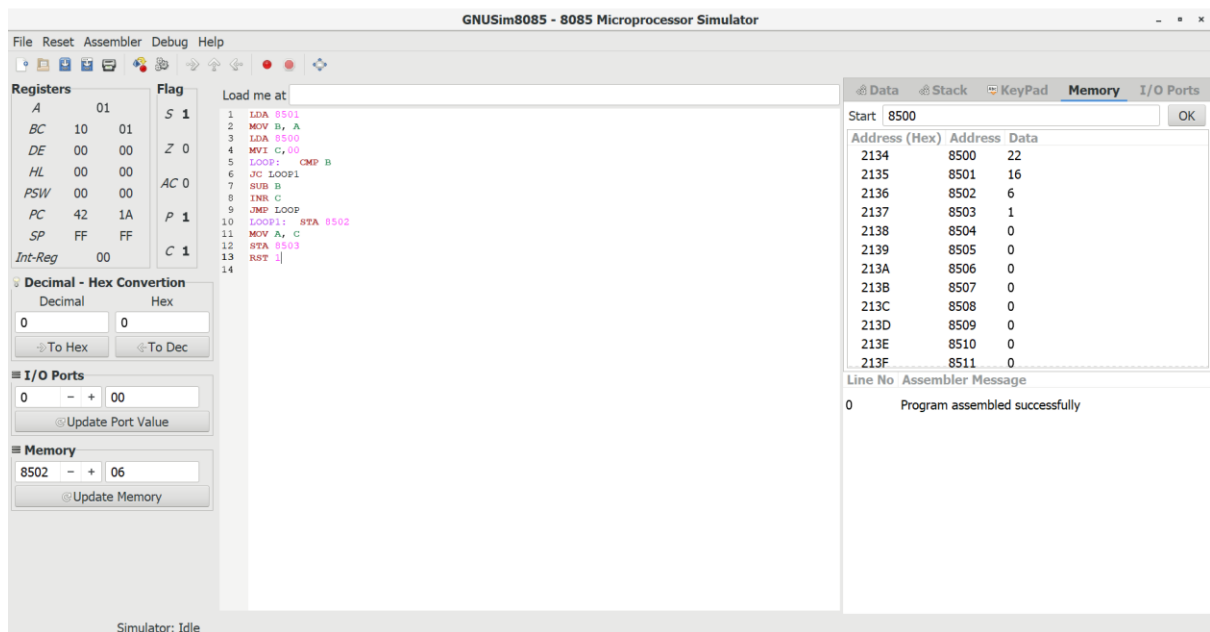 GNUSim8085 - 8085 Microprocessor Simulator
File Reset Assembler Debug Help
Registers
A 01
BC 10 01
DE 00 00
HL 00 00
PSW 00 00
PC 42 1A
SP FF FF
Int-Reg 00
Flag
S 1
Z 0
AC 0
P 1
C 1
Decimal - Hex Convertion
Decimal Hex
0 0
To Hex To Dec
I/O Ports
0 - + 00
Update Port Value
Memory
8502 - + 06
Update Memory
Load me at
1 LDA 8501
2 MOV B, A
3 LDA 8500
4 MVI C,00
5 LOOP: CMP B
6 JC LOOP1
7 SUB B
8 INR C
9 JMP LOOP
10 LOOP1: STA 8502
11 MOV A, C
12 STA 8503
13 RST 1
14
Data Stack KeyPad Memory I/O Ports
Start 8500 OK
Address (Hex) Address Data
2134 8500 22
2135 8501 16
2136 8502 6
2137 8503 1
2138 8504 0
2139 8505 0
213A 8506 0
213B 8507 0
213C 8508 0
213D 8509 0
213E 8510 0
213F 8511 0
Line No Assembler Message
0 Program assembled successfully
Simulator: Idle